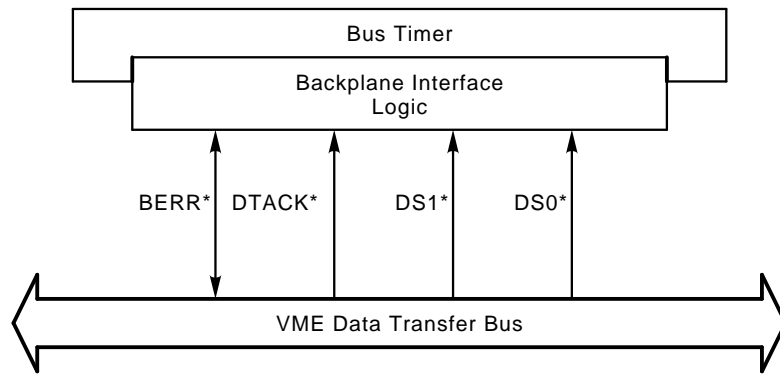 Bus Timer
Backplane Interface
Logic
BERR* DTACK* DS1* DS0*
VME Data Transfer Bus